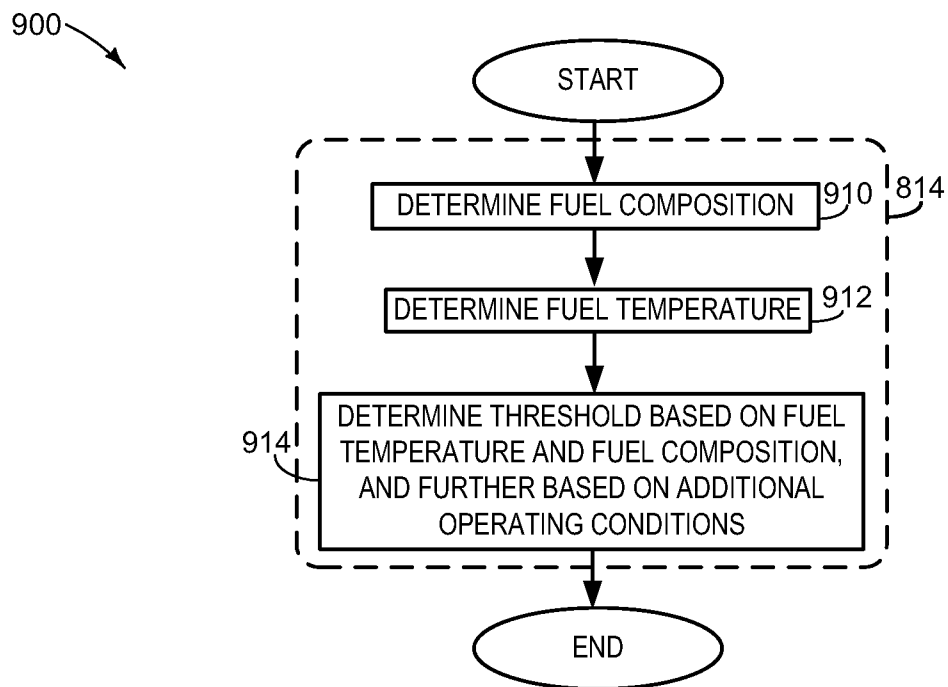 900
START
DETERMINE FUEL COMPOSITION
910
814
DETERMINE FUEL TEMPERATURE
912
DETERMINE THRESHOLD BASED ON FUEL
TEMPERATURE AND FUEL COMPOSITION,
AND FURTHER BASED ON ADDITIONAL
OPERATING CONDITIONS
914
END